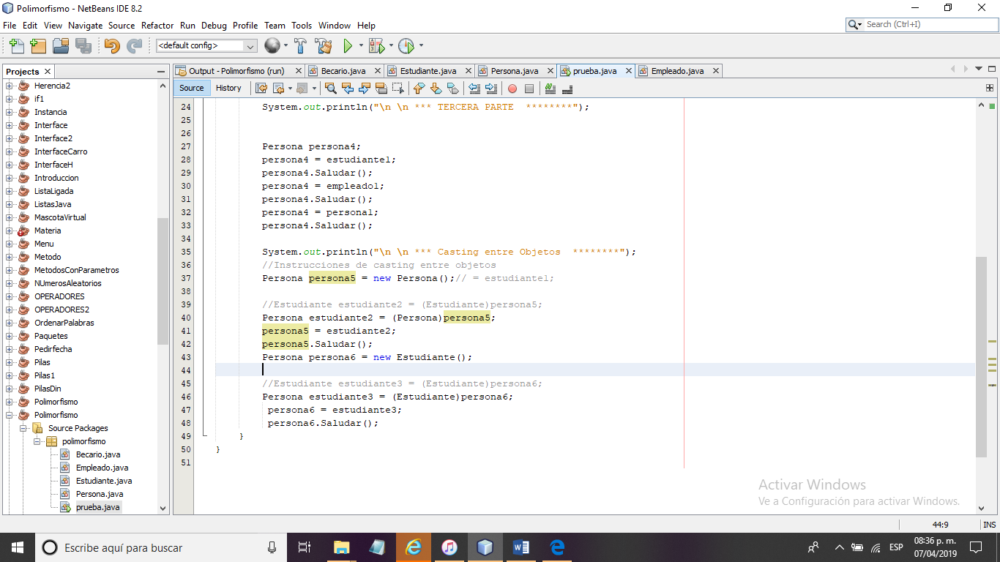 Polimorfismo - NetBeans IDE 8.2
File Edit View Navigate Source Refactor Run Debug Profile Team Tools Window Help
Search (Ctrl+I)
<default config>
Projects
Output - Polimorfismo (run) Becario.java Estudiante.java Persona.java prueba.java Empleado.java
Source History
Herencia2
if1
Instancia
Interface
Interface2
InterfaceCarro
InterfaceH
Introduccion
ListaLigada
ListasJava
MascotaVirtual
Materia
Menu
Metodo
MetodosConParametros
NUmerosAleatorios
OPERADORES
OPERADORES2
OrdenarPalabras
Paquetes
Pedirfecha
Pilas
Pilas1
PilasDin
Polimorfismo
Polimorfismo
Source Packages
polimorfismo
Becario.java
Empleado.java
Estudiante.java
Persona.java
prueba.java
24 System.out.println("\n \n *** TERCERA PARTE  ********");
25
26
27 Persona persona4;
28 persona4 = estudiante1;
29 persona4.Saludar();
30 persona4 = empleado1;
31 persona4.Saludar();
32 persona4 = persona1;
33 persona4.Saludar();
34
35 System.out.println("\n \n *** Casting entre Objetos  ********");
36 //Instrucciones de casting entre objetos
37 Persona persona5 = new Persona();// = estudiante1;
38
39 //Estudiante estudiante2 = (Estudiante)persona5;
40 Persona estudiante2 = (Persona)persona5;
41 persona5 = estudiante2;
42 persona5.Saludar();
43 Persona persona6 = new Estudiante();
44
45 //Estudiante estudiante3 = (Estudiante)persona6;
46 Persona estudiante3 = (Estudiante)persona6;
47 persona6 = estudiante3;
48 persona6.Saludar();
49 }
50 }
51
Activar Windows
Ve a Configuración para activar Windows.
44:9 INS
Escribe aquí para buscar
ESP
08:36 p. m.
07/04/2019